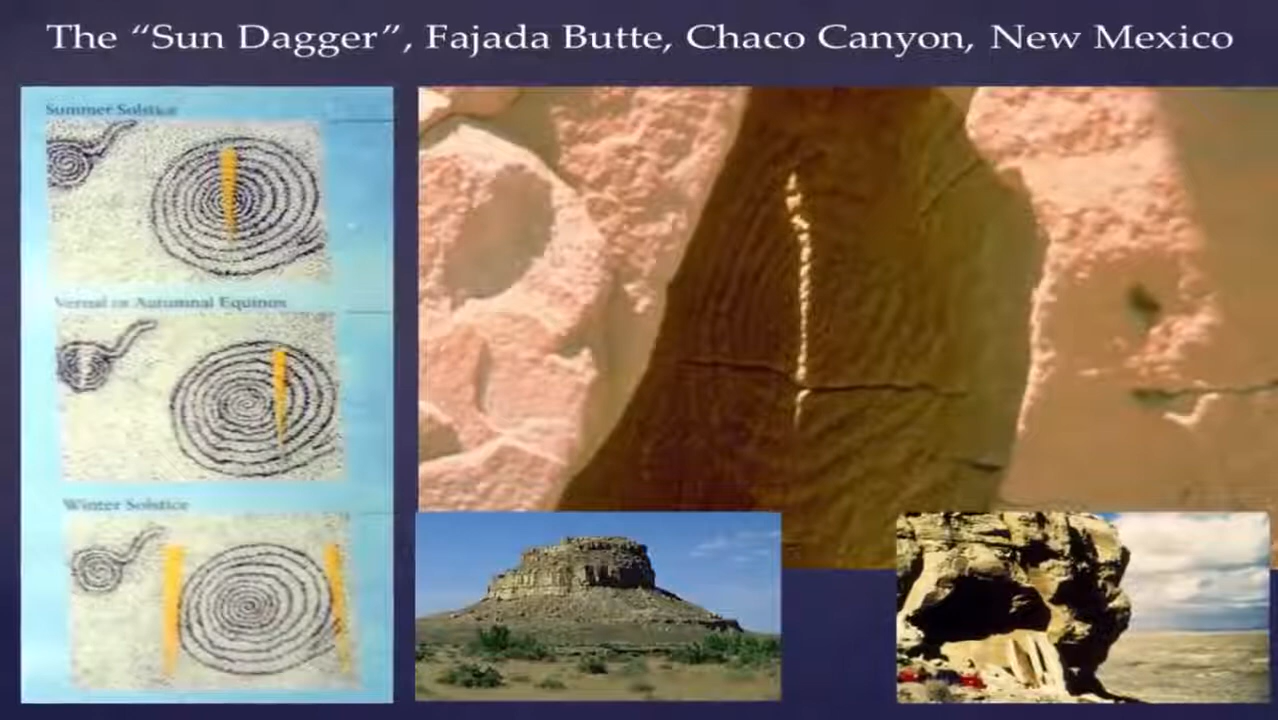 The “Sun Dagger”, Fajada Butte, Chaco Canyon, New Mexico
Summer Solstice
Vernal or Autumnal Equinox
Winter Solstice